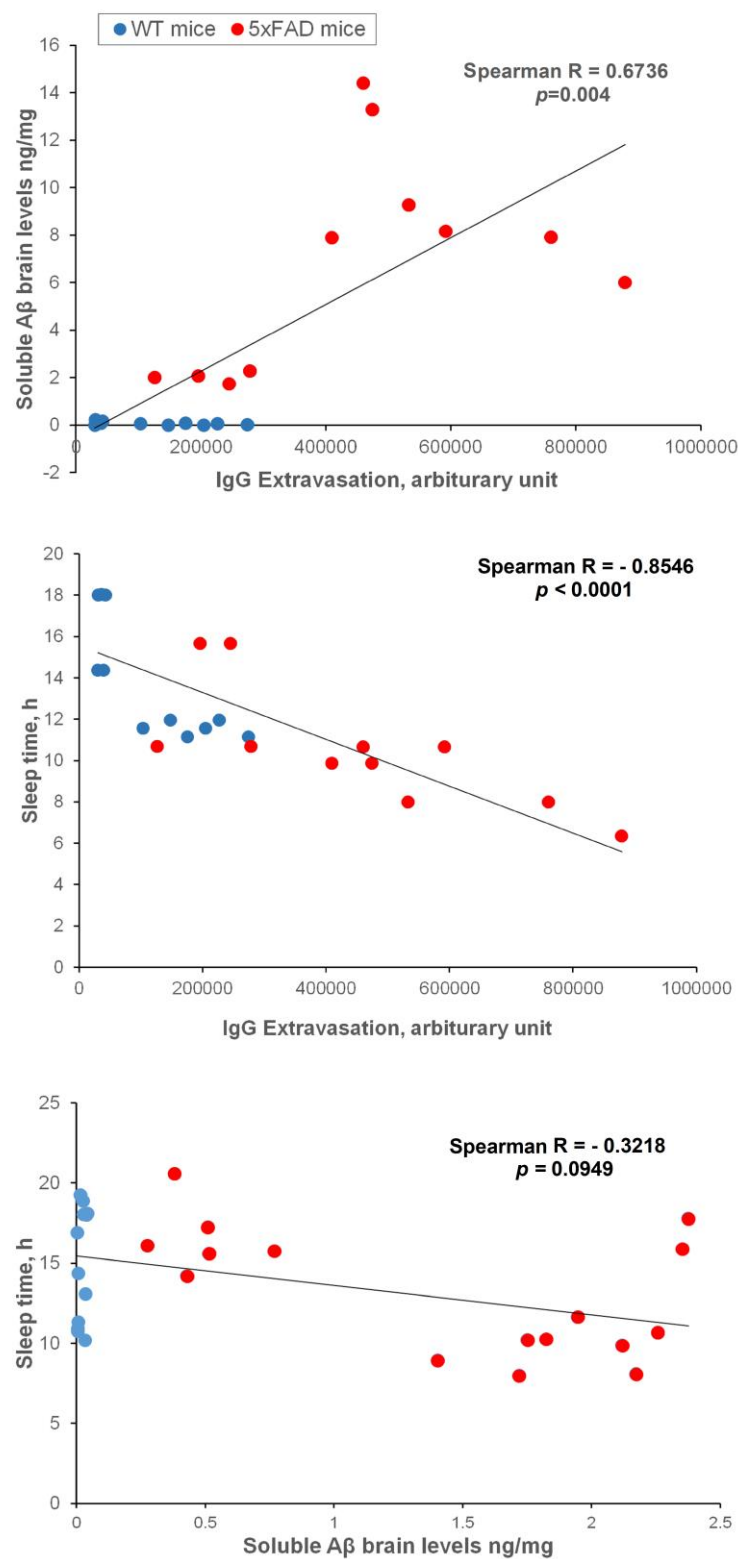 WT mice 5xFAD mice
16
14
12
10
8
6
4
2
0
-2
Soluble Aβ brain levels ng/mg
Spearman R = 0.6736
p=0.004
0 200000 400000 600000 800000 1000000
IgG Extravasation, arbiturary unit
20
18
16
14
12
10
8
6
4
2
0
Sleep time, h
Spearman R = - 0.8546
p < 0.0001
0 200000 400000 600000 800000 1000000
IgG Extravasation, arbiturary unit
25
20
15
10
5
0
Sleep time, h
Spearman R = - 0.3218
p = 0.0949
0 0.5 1 1.5 2 2.5
Soluble Aβ brain levels ng/mg